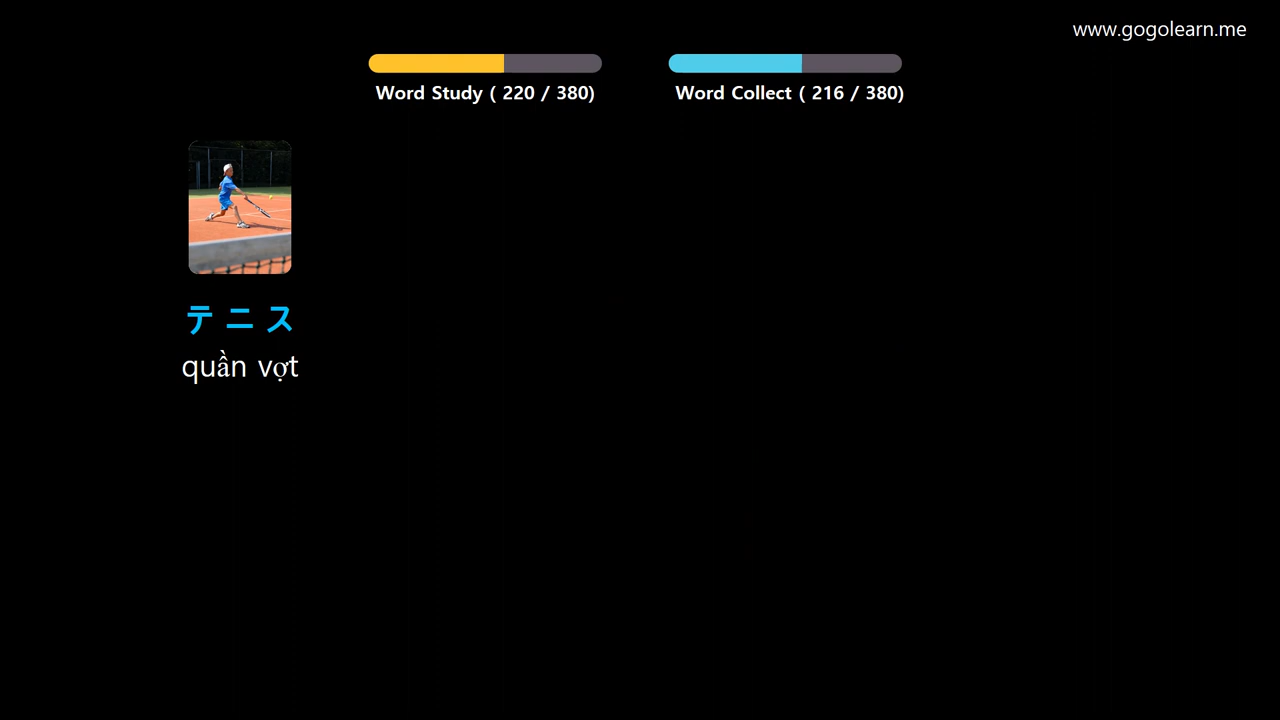 www.gogolearn.me
Word Study ( 220 / 380)
Word Collect ( 216 / 380)
テニス
quần vợt